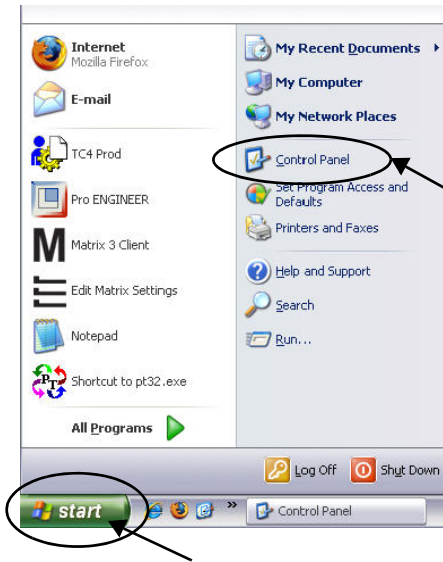 Internet
Mozilla Firefox
E-mail
TC4 Prod
Pro ENGINEER
M
Matrix 3 Client
Edit Matrix Settings
Notepad
PT
Shortcut to pt32.exe
All Programs
My Recent Documents
My Computer
My Network Places
Control Panel
Set Program Access and
Defaults
Printers and Faxes
Help and Support
Search
Run...
Log Off
Shut Down
start
»
Control Panel